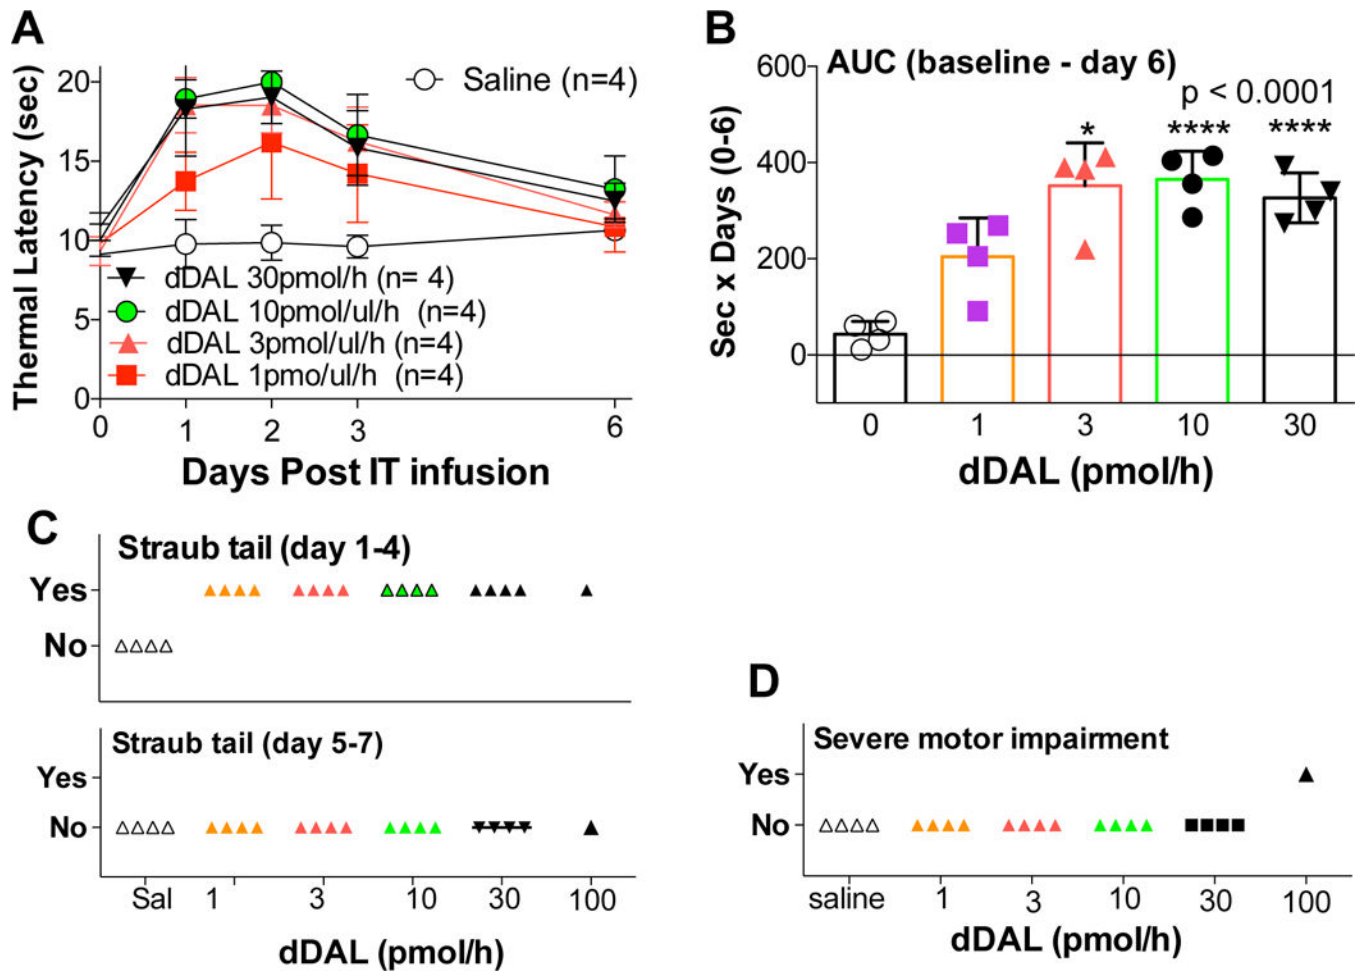 A
Thermal Latency (sec)
20
15
10
5
0
Saline (n=4)
dDAL 30pmol/h (n= 4)
dDAL 10pmol/ul/h (n=4)
dDAL 3pmol/ul/h (n=4)
dDAL 1pmo/ul/h (n=4)
0 1 2 3 6
Days Post IT infusion
B
AUC (baseline - day 6)
Sec x Days (0-6)
600
400
200
0
p < 0.0001
* **** ****
0 1 3 10 30
dDAL (pmol/h)
C
Straub tail (day 1-4)
Yes
No
Straub tail (day 5-7)
Yes
No
Sal 1 3 10 30 100
dDAL (pmol/h)
D
Severe motor impairment
Yes
No
saline 1 3 10 30 100
dDAL (pmol/h)